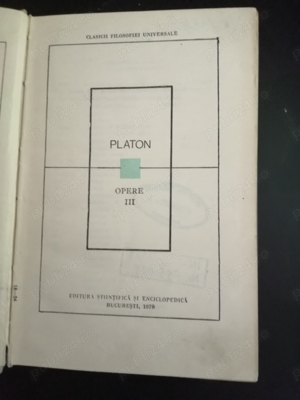 CLASICII FILOSOFIEI UNIVERSALE
PLATON
OPERE
III
EDITURA ŞTIINŢIFICĂ ŞI ENCICLOPEDICĂ
BUCUREŞTI, 1978